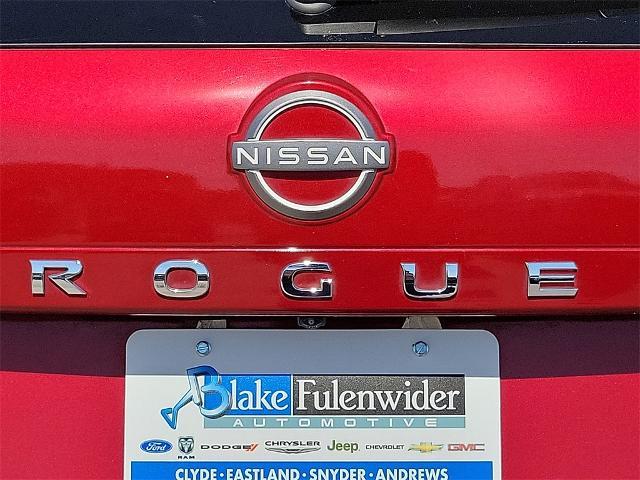 NISSAN
ROGUE
Blake Fulenwider
AUTOMOTIVE
Ford RAM DODGE CHRYSLER Jeep CHEVROLET GMC
CLYDE · EASTLAND · SNYDER · ANDREWS